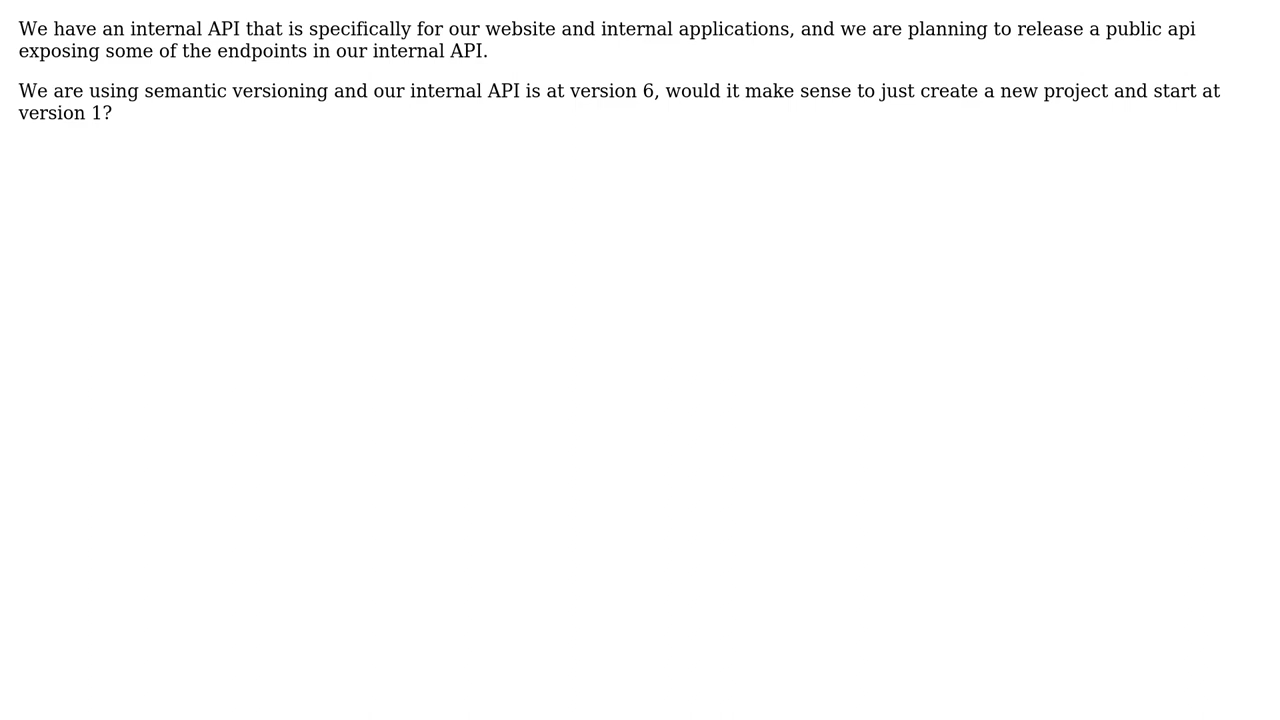 We have an internal API that is specifically for our website and internal applications, and we are planning to release a public api
exposing some of the endpoints in our internal API.
We are using semantic versioning and our internal API is at version 6, would it make sense to just create a new project and start at
version 1?